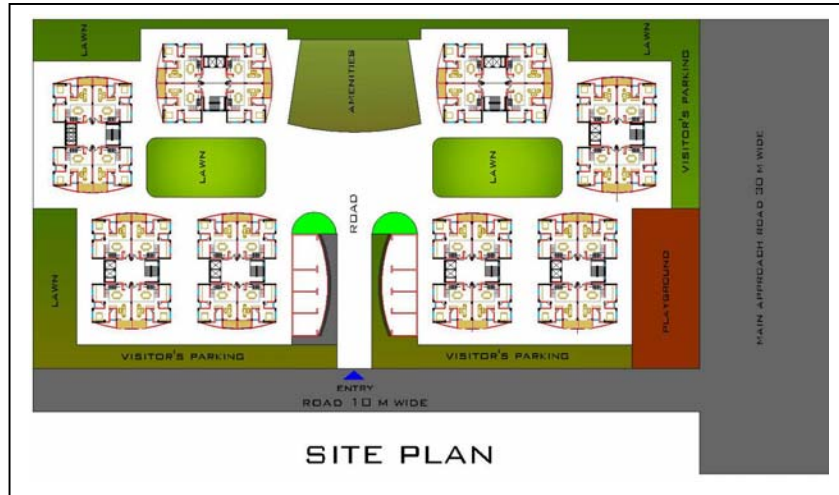 LAWN
AMENITIES
LAWN
VISITOR'S PARKING
LAWN
LAWN
ROAD
MAIN APPROACH ROAD 30 M WIDE
LAWN
PLAYGROUND
VISITOR'S PARKING
VISITOR'S PARKING
ENTRY
ROAD 10 M WIDE
SITE PLAN